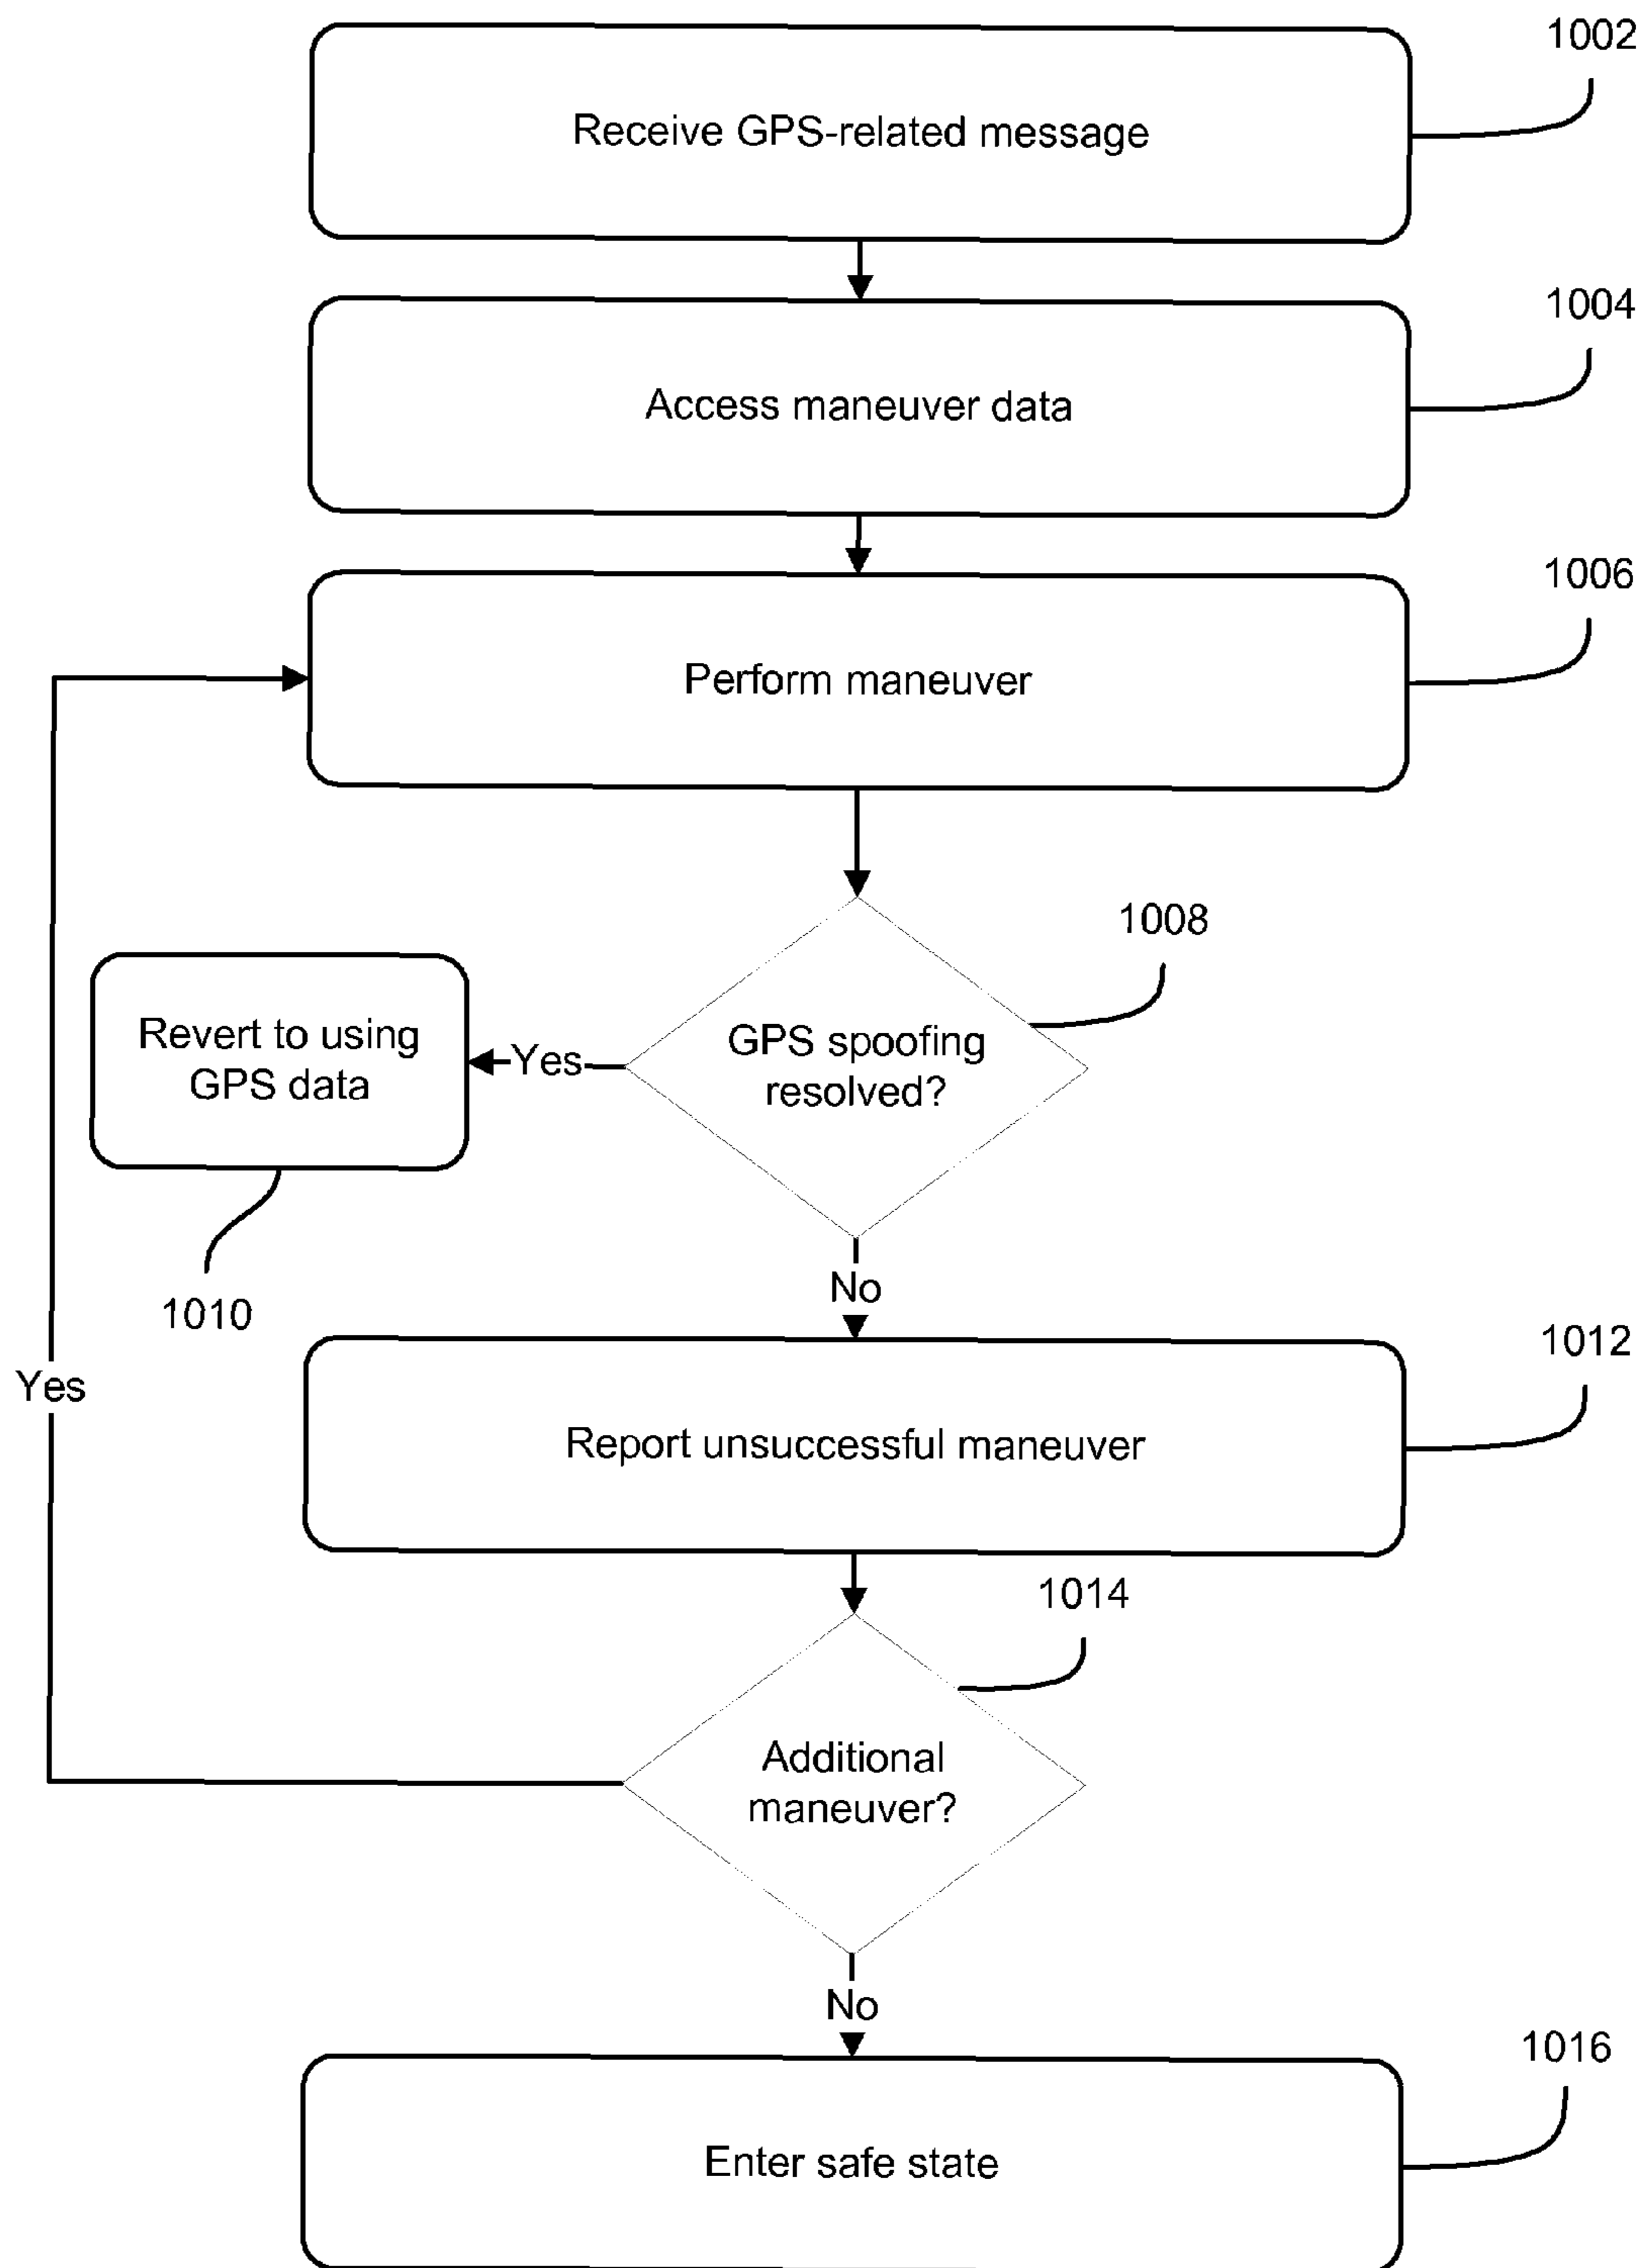 1002
Receive GPS-related message
1004
Access maneuver data
1006
Perform maneuver
1008
GPS spoofing
resolved?
Yes
Revert to using
GPS data
1010
No
1012
Report unsuccessful maneuver
Yes
1014
Additional
maneuver?
No
1016
Enter safe state